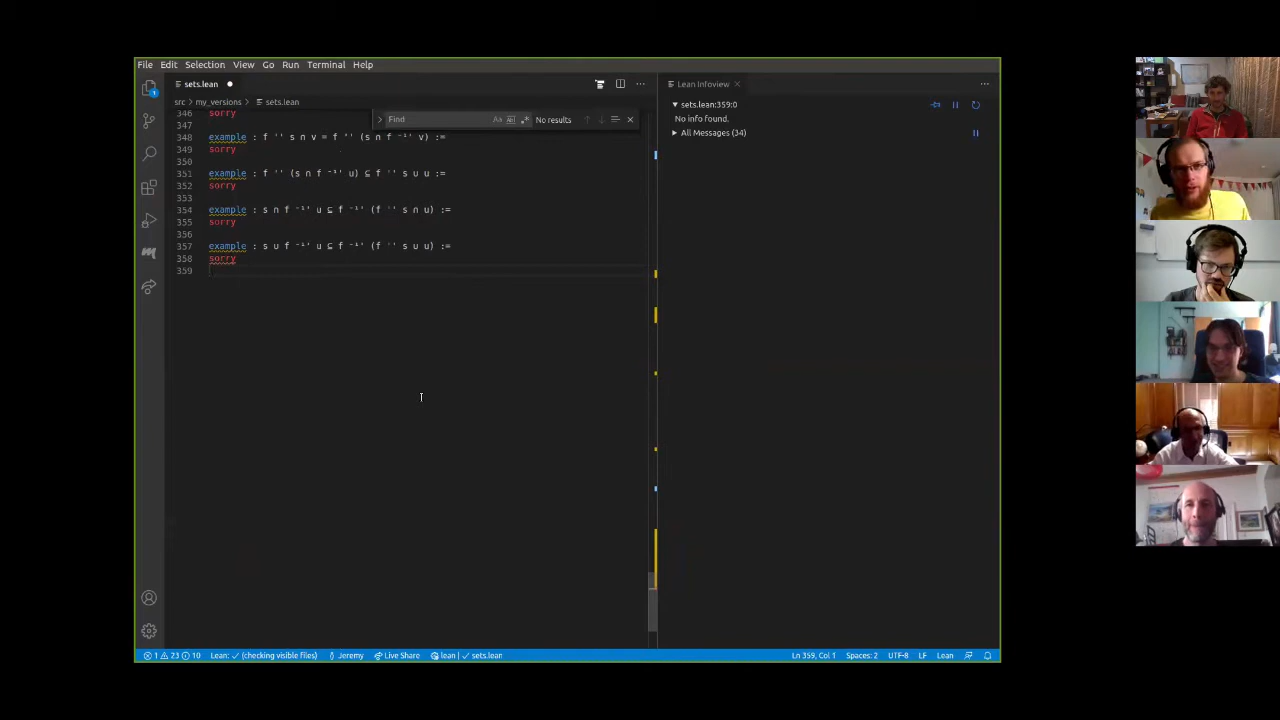 File Edit Selection View Go Run Terminal Help
sets.lean
Lean Infoview
src > my_versions > sets.lean
346 sorry
Find
Aa
No results
347
348 example : f '' s ∩ v = f '' (s ∩ f ⁻¹' v) :=
349 sorry
350
351 example : f '' (s ∩ f ⁻¹' u) ⊆ f '' s ∪ u :=
352 sorry
353
354 example : s ∩ f ⁻¹' u ⊆ f ⁻¹' (f '' s ∩ u) :=
355 sorry
356
357 example : s ∪ f ⁻¹' u ⊆ f ⁻¹' (f '' s ∪ u) :=
358 sorry
359
sets.lean:359:0
No info found.
All Messages (34)
1 23 10 Lean: ✓ (checking visible files) Jeremy Live Share lean | ✓ sets.lean Ln 359, Col 1 Spaces: 2 UTF-8 LF Lean